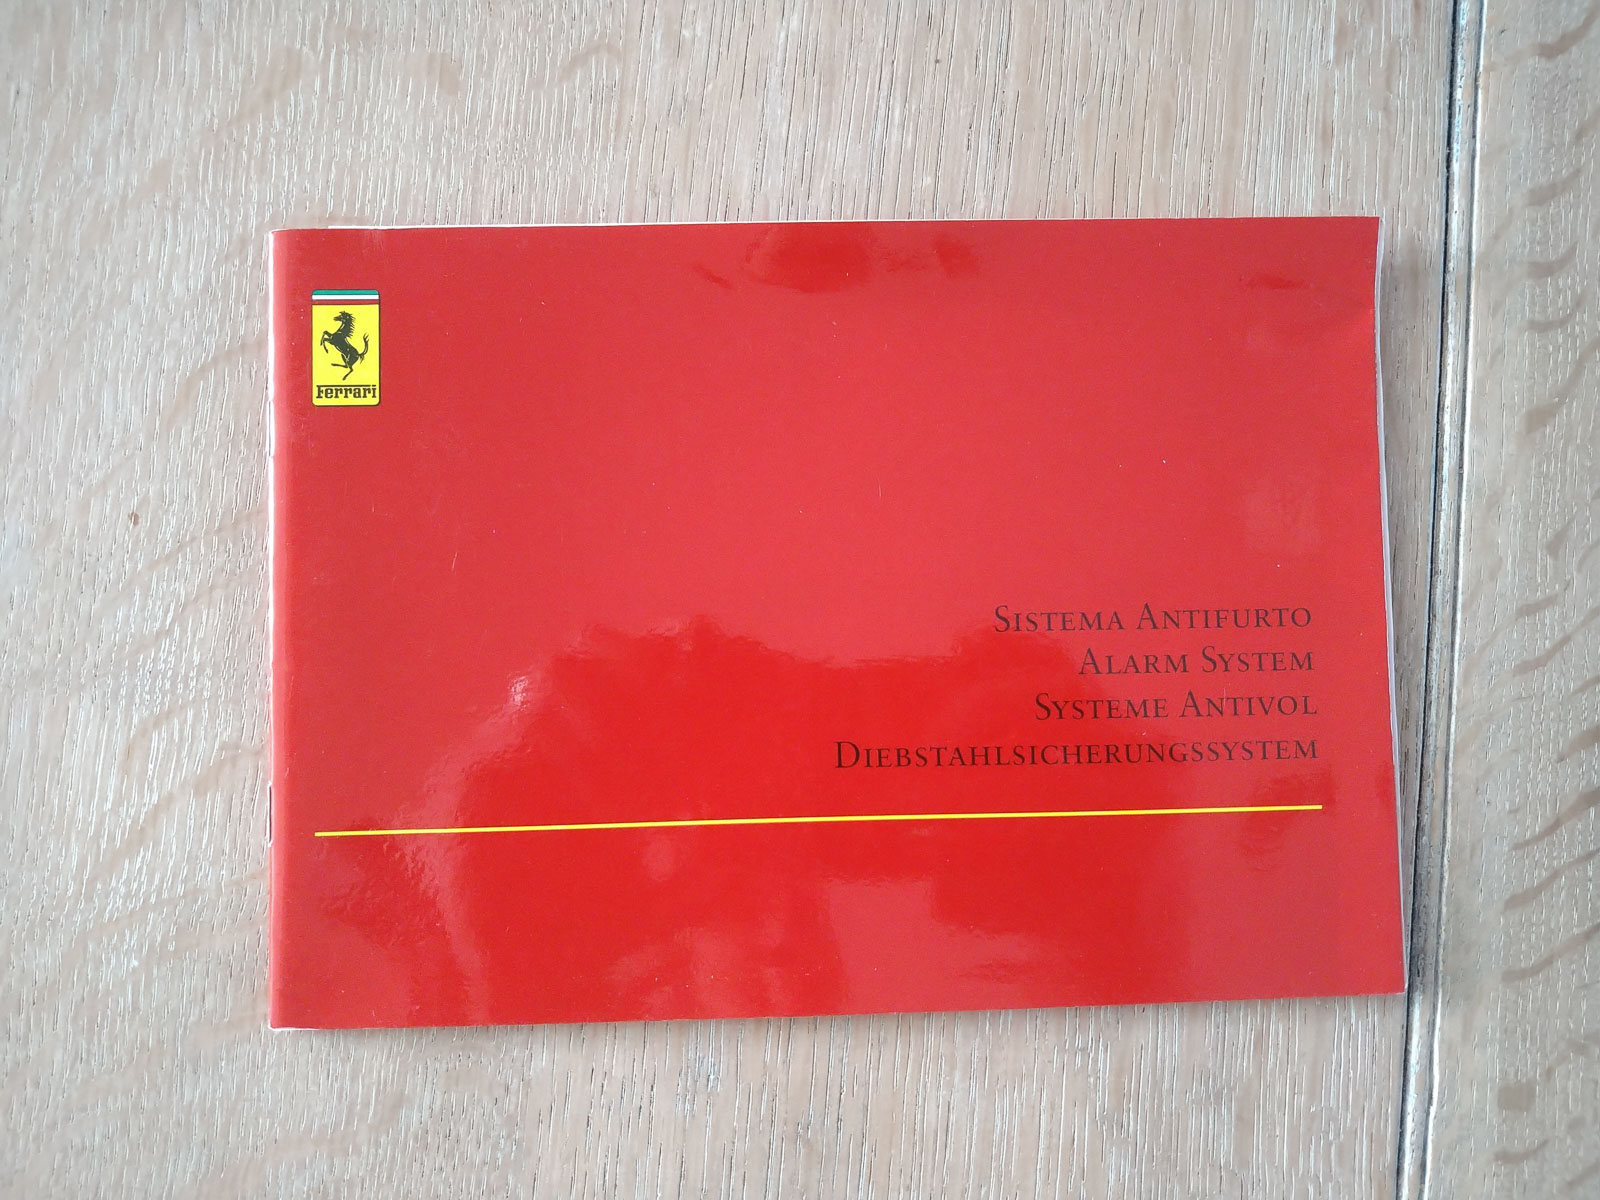 Ferrari
SISTEMA ANTIFURTO
ALARM SYSTEM
SYSTEME ANTIVOL
DIEBSTAHLSICHERUNGSSYSTEM